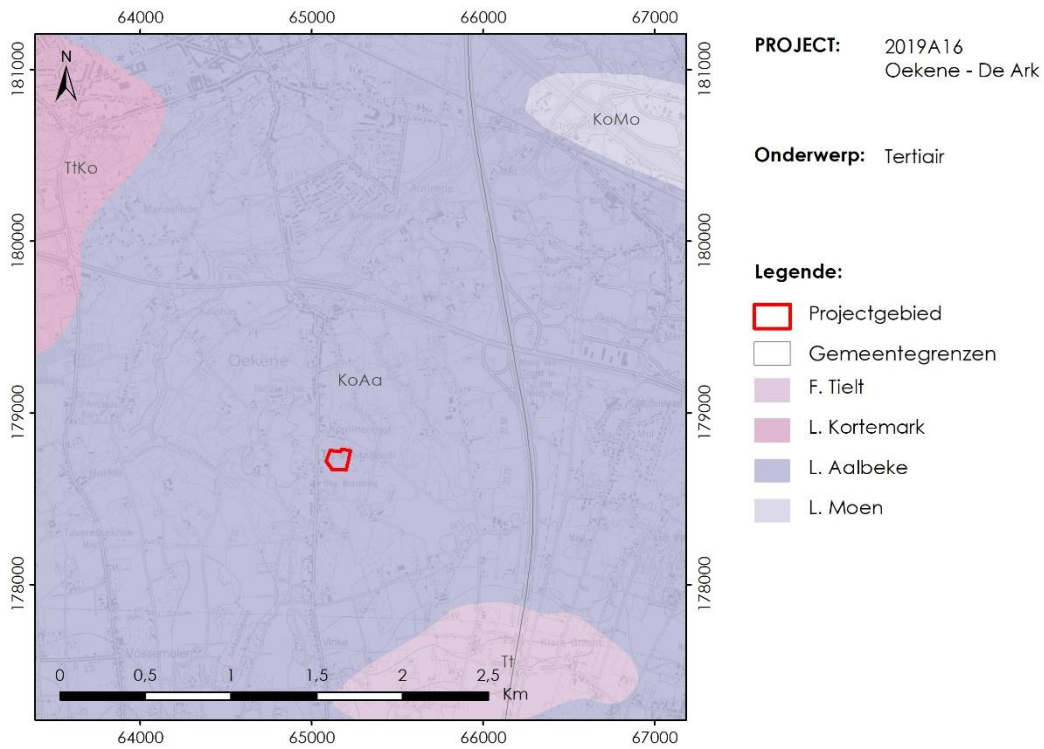 64000 65000 66000 67000
PROJECT: 2019A16
Oekene - De Ark
181000 181000
N
KoMo
TtKo
Onderwerp: Tertiair
180000 180000
Legende:
Projectgebied
Gemeentegrenzen
Oekene
KoAa
F. Tielt
179000 179000
L. Kortemark
L. Aalbeke
L. Moen
178000 178000
Vinke
Vossemolen
Tt
0 0,5 1 1,5 2 2,5
Km
64000 65000 66000 67000